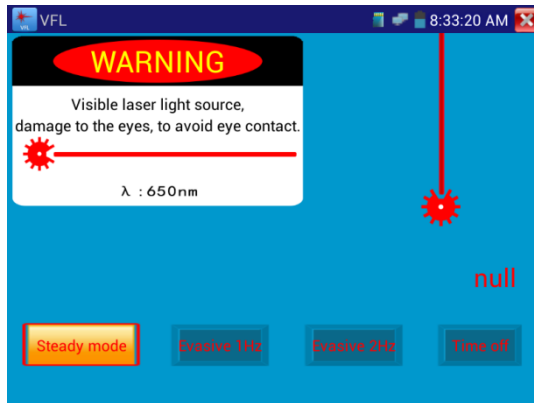 VFL
8:33:20 AM
WARNING
Visible laser light source,
damage to the eyes, to avoid eye contact.
λ :650nm
null
Steady mode
Evasive 1Hz
Evasive 2Hz
Time off